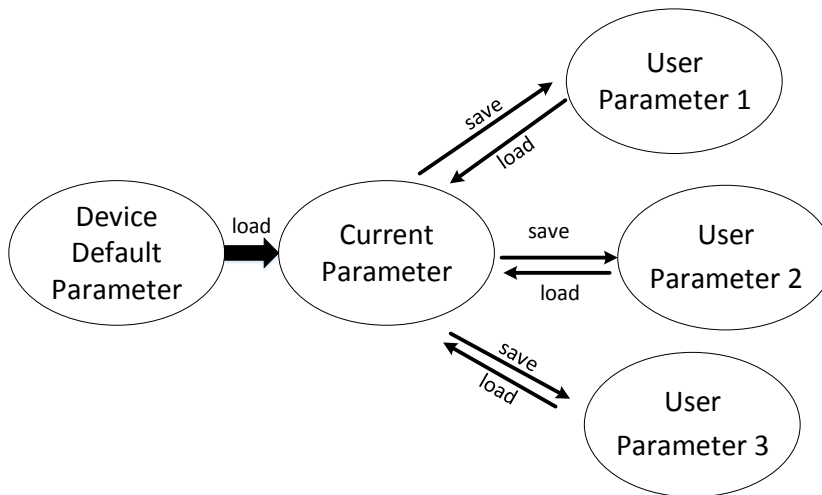 User
Parameter 1
save
load
Device
Default
Parameter
load
Current
Parameter
save
load
User
Parameter 2
save
load
User
Parameter 3